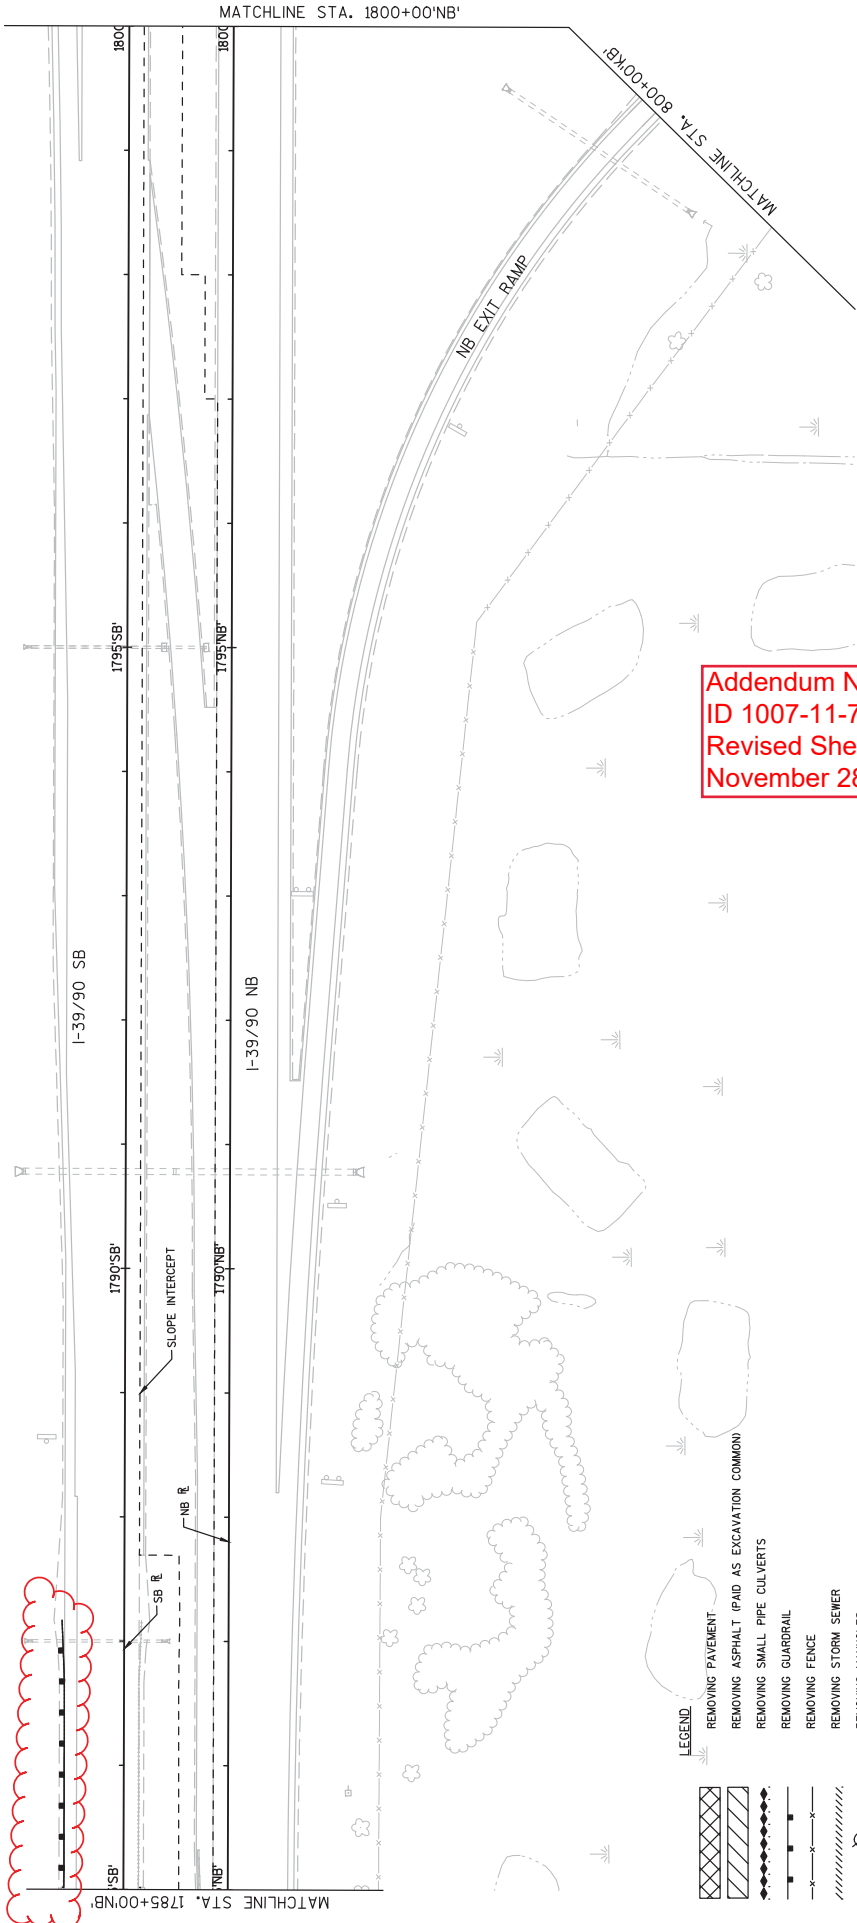 MATCHLINE STA. 1800+00'NB'
1800
1800
MATCHLINE STA. 800+00'KB'
NB EXIT RAMP
1795'SB'
1795'NB'
Addendum N
ID 1007-11-7
Revised She
November 28
I-39/90 SB
I-39/90 NB
1790'SB'
1790'NB'
SLOPE INTERCEPT
NB R
SB R
'SB'
'NB'
MATCHLINE STA. 1785+00'NB'
LEGEND
REMOVING PAVEMENT
REMOVING ASPHALT (PAID AS EXCAVATION COMMON)
REMOVING SMALL PIPE CULVERTS
REMOVING GUARDRAIL
REMOVING FENCE
REMOVING STORM SEWER